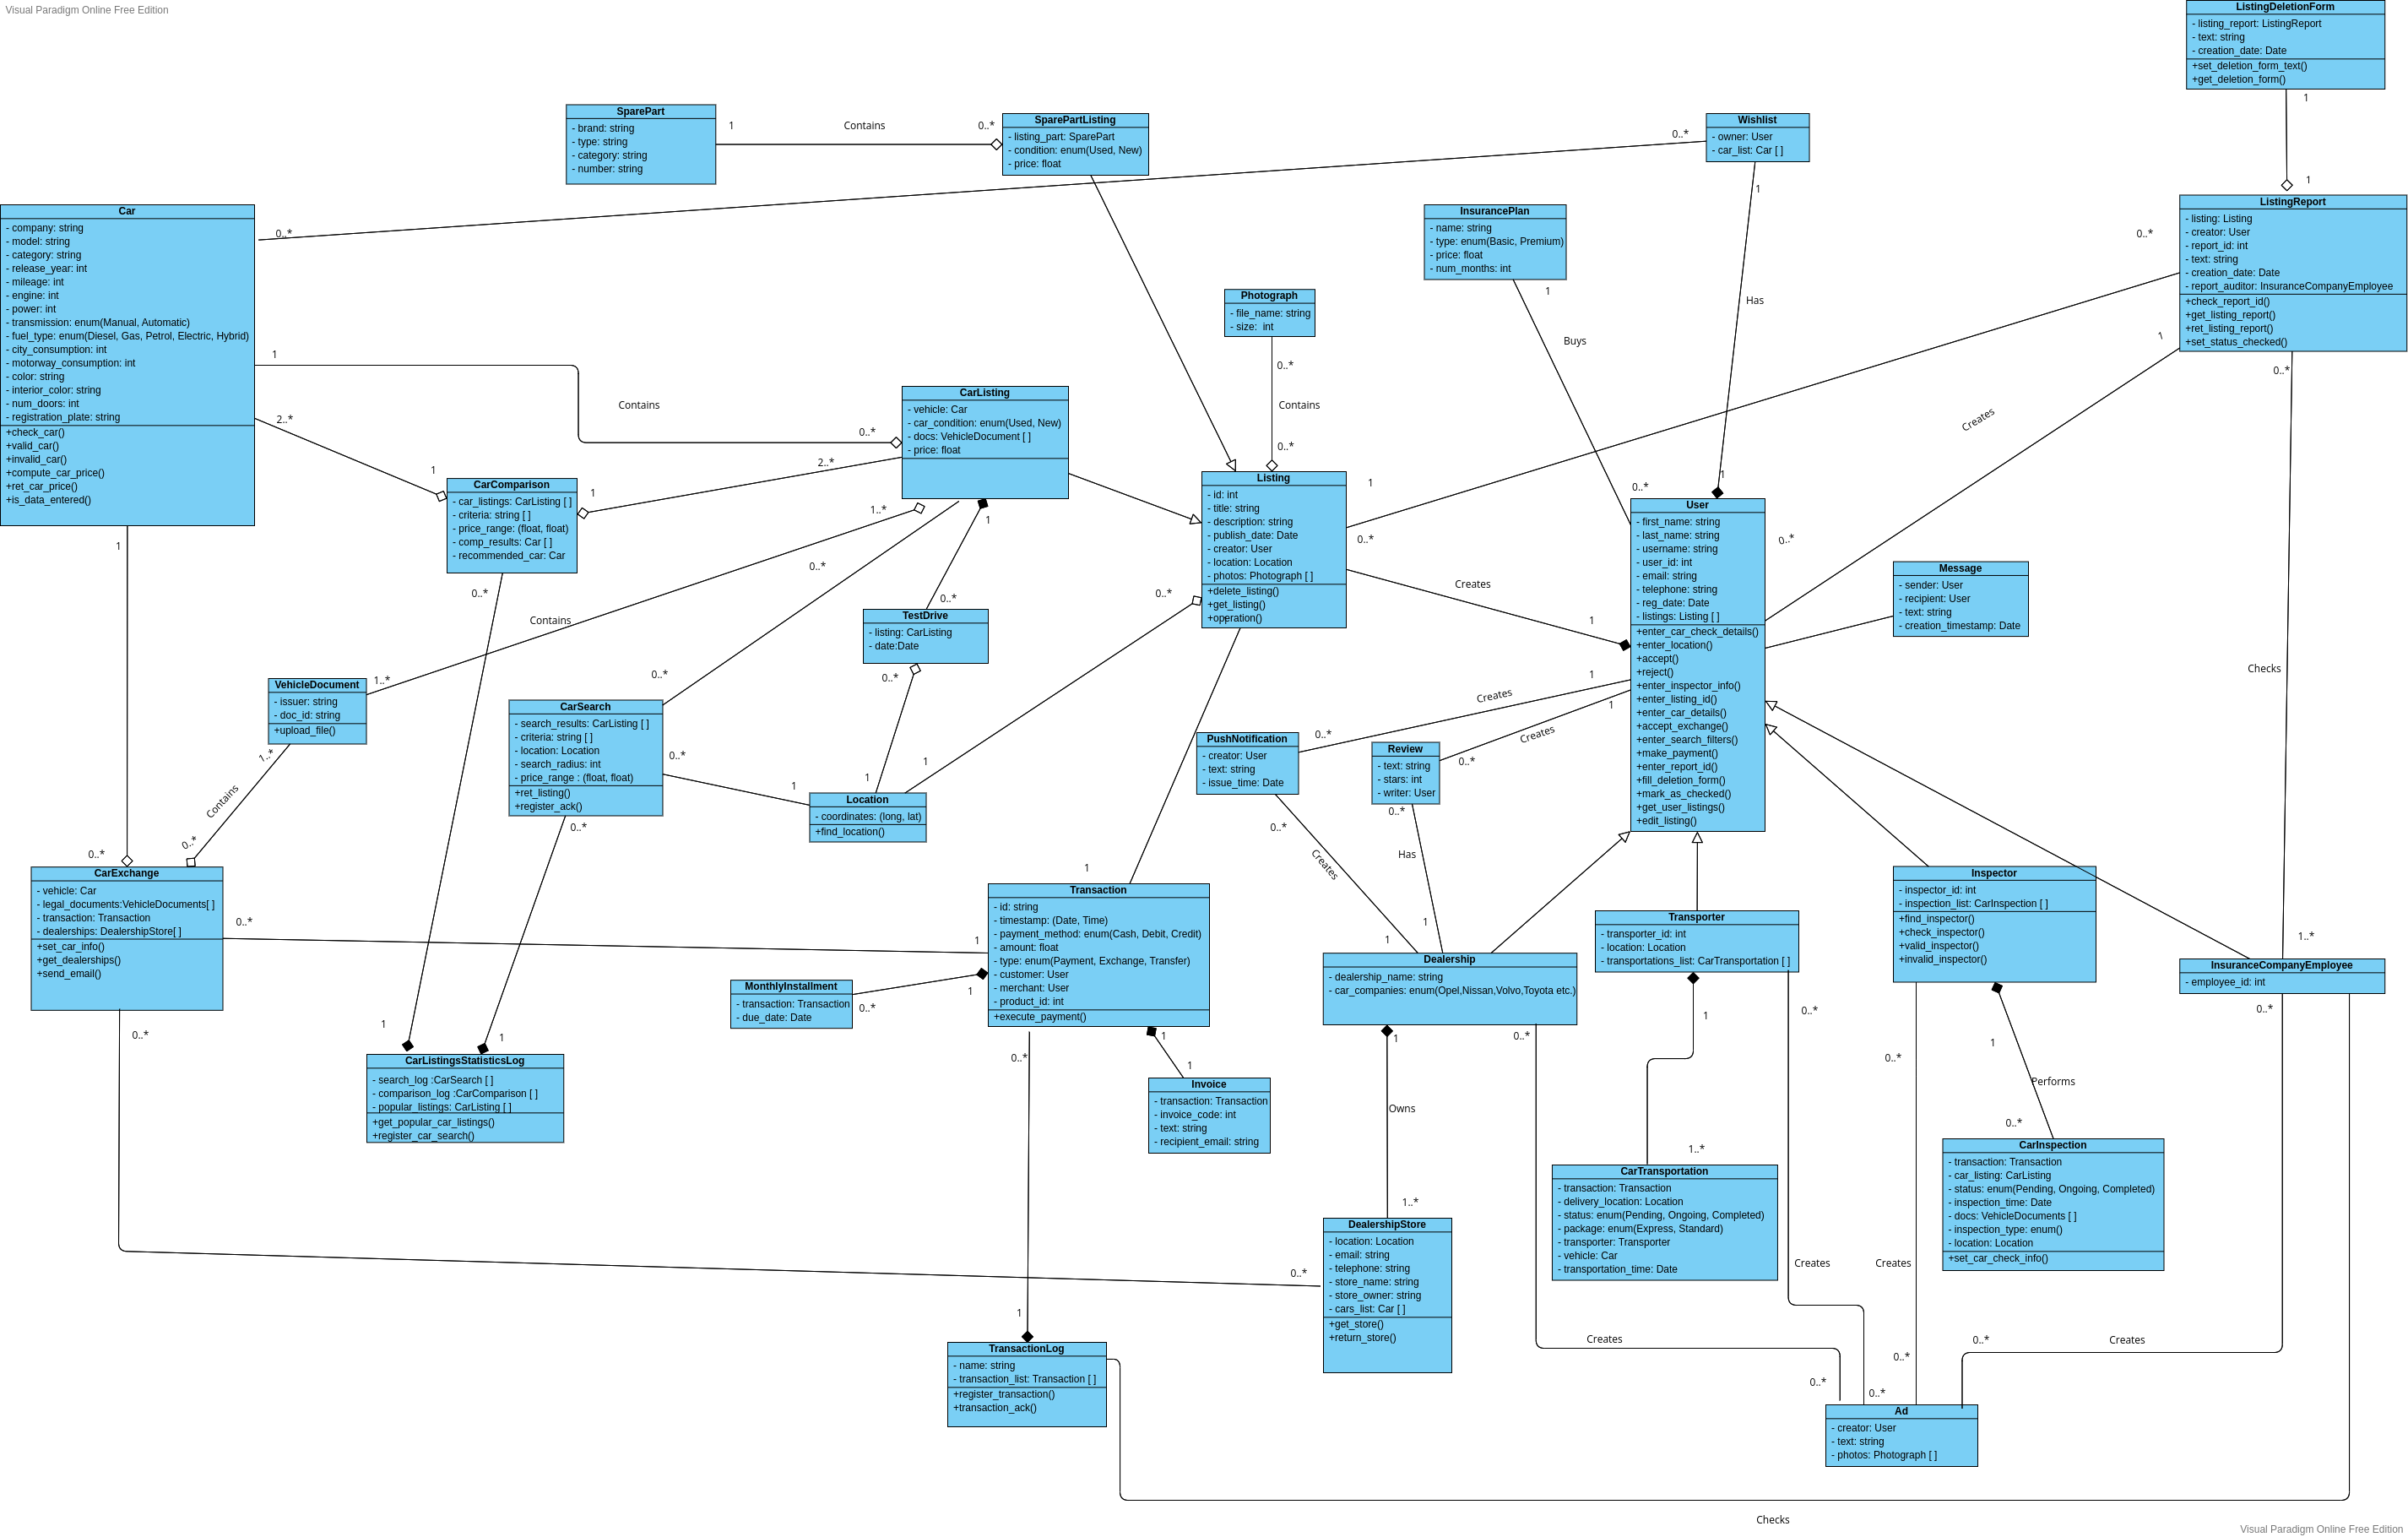 Visual Paradigm Online Free Edition
ListingDeletionForm
- listing_report: ListingReport
- text: string
- creation_date: Date
+set_deletion_form_text()
+get_deletion_form()
1
1
SparePart
- brand: string
- type: string
- category: string
- number: string
1
Contains
0..*
SparePartListing
- listing_part: SparePart
- condition: enum(Used, New)
- price: float
0..*
Wishlist
- owner: User
- car_list: Car [ ]
1
Has
1
Car
- company: string
- model: string
- category: string
- release_year: int
- mileage: int
- engine: int
- power: int
- transmission: enum(Manual, Automatic)
- fuel_type: enum(Diesel, Gas, Petrol, Electric, Hybrid)
- city_consumption: int
- motorway_consumption: int
- color: string
- interior_color: string
- num_doors: int
- registration_plate: string
+check_car()
+valid_car()
+invalid_car()
+compute_car_price()
+ret_car_price()
+is_data_entered()
0..*
1
2..*
1
InsurancePlan
- name: string
- type: enum(Basic, Premium)
- price: float
- num_months: int
1
Buys
0..*
ListingReport
- listing: Listing
- creator: User
- report_id: int
- text: string
- creation_date: Date
- report_auditor: InsuranceCompanyEmployee
+check_report_id()
+get_listing_report()
+ret_listing_report()
+set_status_checked()
0..*
1
0..*
Creates
Photograph
- file_name: string
- size:  int
0..*
Contains
0..*
CarListing
- vehicle: Car
- car_condition: enum(Used, New)
- docs: VehicleDocument [ ]
- price: float
Contains
0..*
2..*
1..*
1
0..*
CarComparison
- car_listings: CarListing [ ]
- criteria: string [ ]
- price_range: (float, float)
- comp_results: Car [ ]
- recommended_car: Car
1
1
0..*
Listing
- id: int
- title: string
- description: string
- publish_date: Date
- creator: User
- location: Location
- photos: Photograph [ ]
+delete_listing()
+get_listing()
+operation()
1
1
0..*
0..*
Creates
1
User
- first_name: string
- last_name: string
- username: string
- user_id: int
- email: string
- telephone: string
- reg_date: Date
- listings: Listing [ ]
+enter_car_check_details()
+enter_location()
+accept()
+reject()
+enter_inspector_info()
+enter_listing_id()
+enter_car_details()
+accept_exchange()
+enter_search_filters()
+make_payment()
+enter_report_id()
+fill_deletion_form()
+mark_as_checked()
+get_user_listings()
+edit_listing()
0..*
Message
- sender: User
- recipient: User
- text: string
- creation_timestamp: Date
TestDrive
- listing: CarListing
- date:Date
0..*
0..*
1
Contains
VehicleDocument
- issuer: string
- doc_id: string
+upload_file()
1..*
1..*
Contains
0..*
CarSearch
- search_results: CarListing [ ]
- criteria: string [ ]
- location: Location
- search_radius: int
- price_range : (float, float)
+ret_listing()
+register_ack()
0..*
0..*
0..*
1
Location
- coordinates: (long, lat)
+find_location()
1
PushNotification
- creator: User
- text: string
- issue_time: Date
0..*
Creates
1
0..*
Creates
1
Review
- text: string
- stars: int
- writer: User
0..*
Creates
1
0..*
Has
1
Checks
CarExchange
- vehicle: Car
- legal_documents:VehicleDocuments[ ]
- transaction: Transaction
- dealerships: DealershipStore[ ]
+set_car_info()
+get_dealerships()
+send_email()
0..*
0..*
0..*
Transaction
- id: string
- timestamp: (Date, Time)
- payment_method: enum(Cash, Debit, Credit)
- amount: float
- type: enum(Payment, Exchange, Transfer)
- customer: User
- merchant: User
- product_id: int
+execute_payment()
1
1
1
1
0..*
MonthlyInstallment
- transaction: Transaction
- due_date: Date
0..*
Dealership
- dealership_name: string
- car_companies: enum(Opel,Nissan,Volvo,Toyota etc.)
1
Owns
1..*
0..*
Transporter
- transporter_id: int
- location: Location
- transportations_list: CarTransportation [ ]
1
0..*
1..*
Inspector
- inspector_id: int
- inspection_list: CarInspection [ ]
+find_inspector()
+check_inspector()
+valid_inspector()
+invalid_inspector()
0..*
1
Performs
0..*
1..*
InsuranceCompanyEmployee
- employee_id: int
0..*
CarListingsStatisticsLog
- search_log :CarSearch [ ]
- comparison_log :CarComparison [ ]
- popular_listings: CarListing [ ]
+get_popular_car_listings()
+register_car_search()
1
1
Invoice
- transaction: Transaction
- invoice_code: int
- text: string
- recipient_email: string
1
CarTransportation
- transaction: Transaction
- delivery_location: Location
- status: enum(Pending, Ongoing, Completed)
- package: enum(Express, Standard)
- transporter: Transporter
- vehicle: Car
- transportation_time: Date
CarInspection
- transaction: Transaction
- car_listing: CarListing
- status: enum(Pending, Ongoing, Completed)
- inspection_time: Date
- docs: VehicleDocuments [ ]
- inspection_type: enum()
- location: Location
+set_car_check_info()
DealershipStore
- location: Location
- email: string
- telephone: string
- store_name: string
- store_owner: string
- cars_list: Car [ ]
+get_store()
+return_store()
0..*
TransactionLog
- name: string
- transaction_list: Transaction [ ]
+register_transaction()
+transaction_ack()
1
Creates
Creates
Creates
Creates
0..*
0..*
0..*
0..*
Ad
- creator: User
- text: string
- photos: Photograph [ ]
Checks
Visual Paradigm Online Free Edition